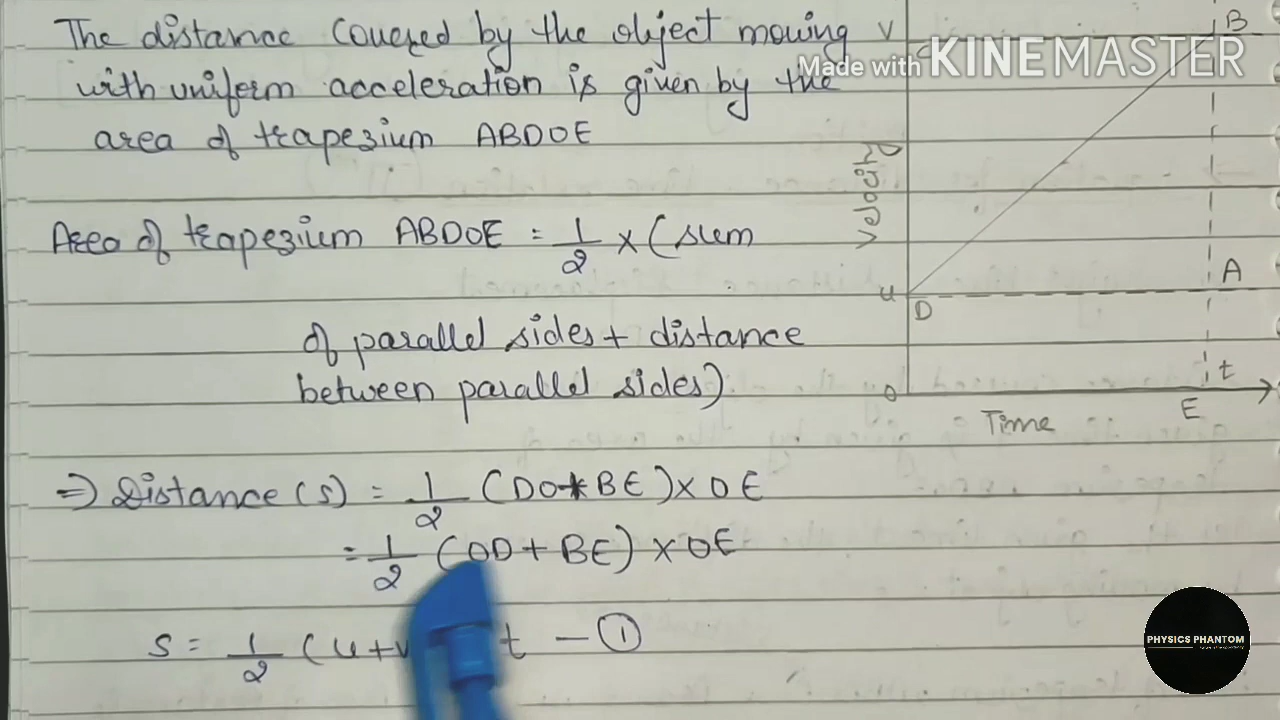 The distance covered by the object moving
with uniform acceleration is given by the
area of trapezium ABDOE
Area of trapezium ABDOE = 1/2 × (sum
of parallel sides + distance
between parallel sides)
=> Distance (s) = 1/2 (DO+BE) × OE
= 1/2 (OD + BE) × OE
s = 1/2 (u+v t — ①
V
B
Made with KINEMASTER
Velocity
u
D
A
O
t
E
Time
PHYSICS PHANTOM